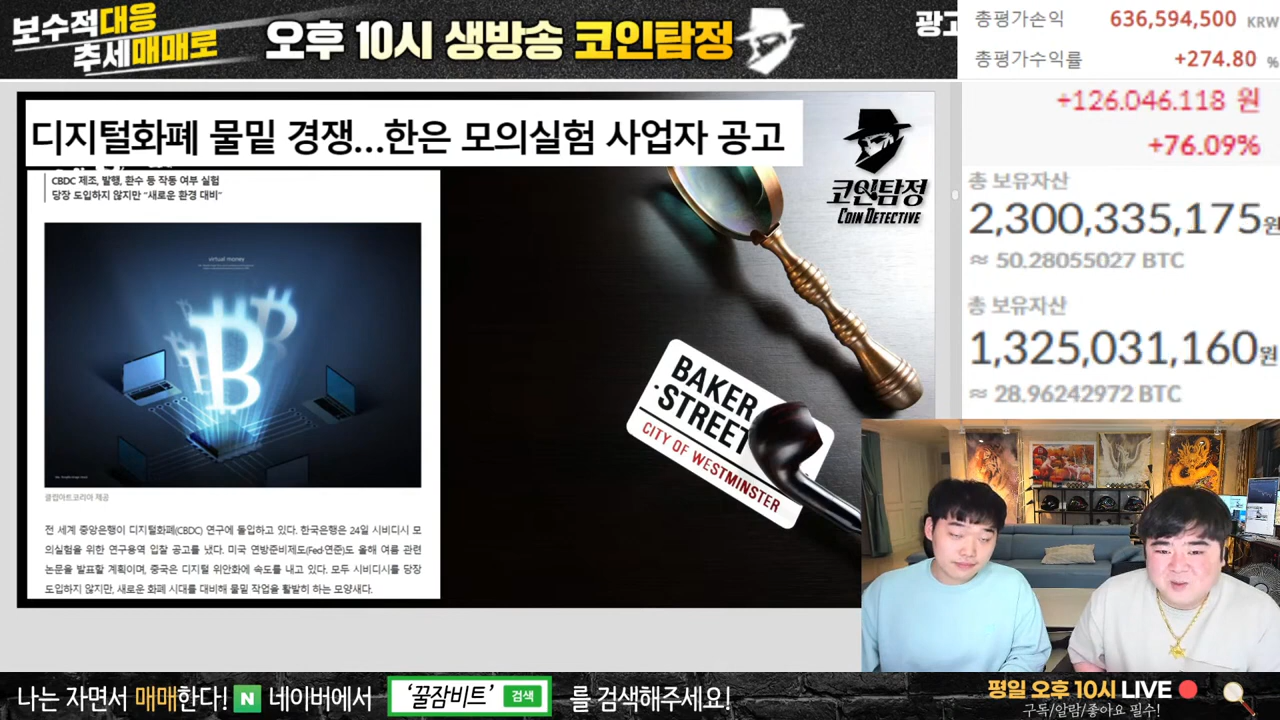 보수적대응
추세매매로
오후 10시 생방송 코인탐정
광고
총평가손익 636,594,500 KRW
총평가수익률 +274.80 %
+126.046.118 원
+76.09%
총 보유자산
2,300,335,175원
≈ 50.28055027 BTC
총 보유자산
1,325,031,160원
≈ 28.96242972 BTC
디지털화폐 물밑 경쟁...한은 모의실험 사업자 공고
CBDC 제조, 발행, 환수 등 작동 여부 실험
당장 도입하지 않지만 “새로운 환경 대비”
virtual money
클립아트코리아 제공
전 세계 중앙은행이 디지털화폐(CBDC) 연구에 돌입하고 있다. 한국은행은 24일 시비디시 모
의실험을 위한 연구용역 입찰 공고를 냈다. 미국 연방준비제도(Fed·연준)도 올해 여름 관련
논문을 발표할 계획이며, 중국은 디지털 위안화에 속도를 내고 있다. 모두 시비디시를 당장
도입하지 않지만, 새로운 화폐 시대를 대비해 물밑 작업을 활발히 하는 모양새다.
코인탐정
COIN DETECTIVE
BAKER
STREET
CITY OF WESTMINSTER
나는 자면서 매매한다! N 네이버에서 ‘꿀잠비트’ 검색 를 검색해주세요!
평일 오후 10시 LIVE
구독/알람/좋아요 필수!